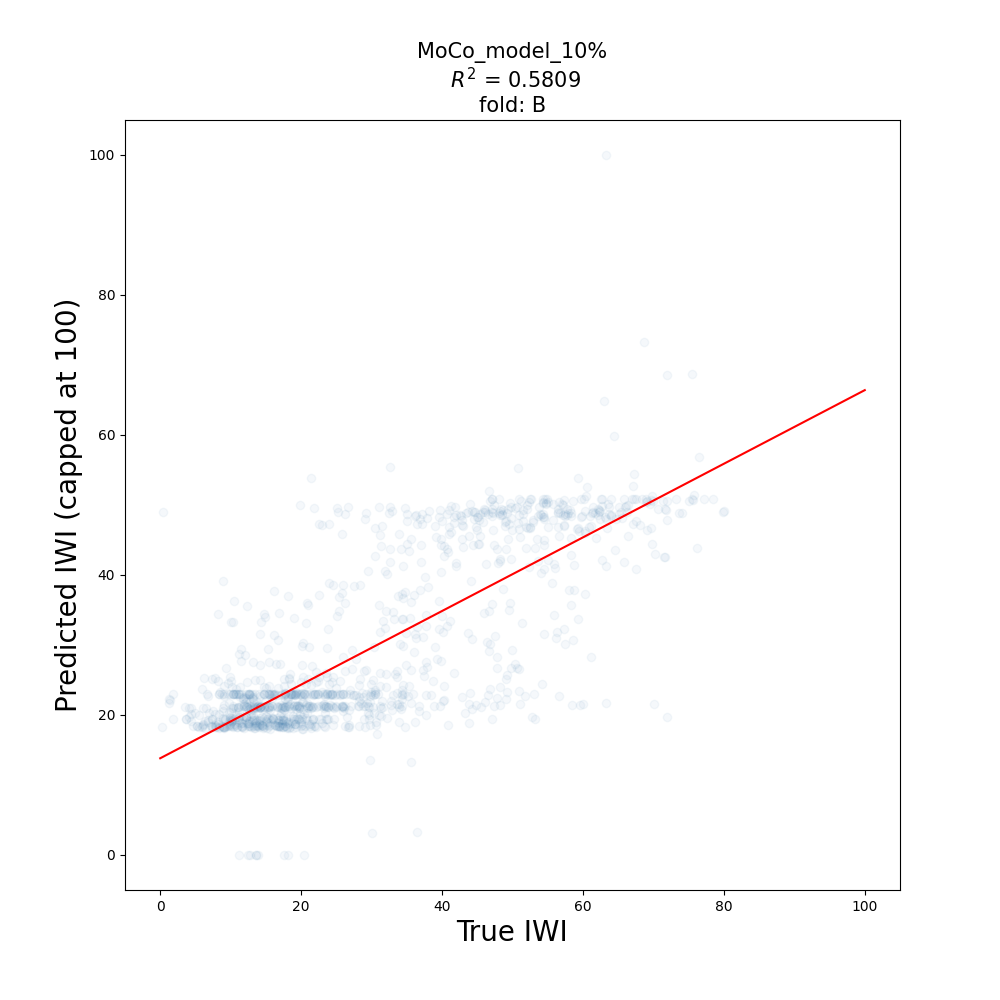 MoCo_model_10%
R² = 0.5809
fold: B
Predicted IWI (capped at 100)
100
80
60
40
20
0
0 20 40 60 80 100
True IWI